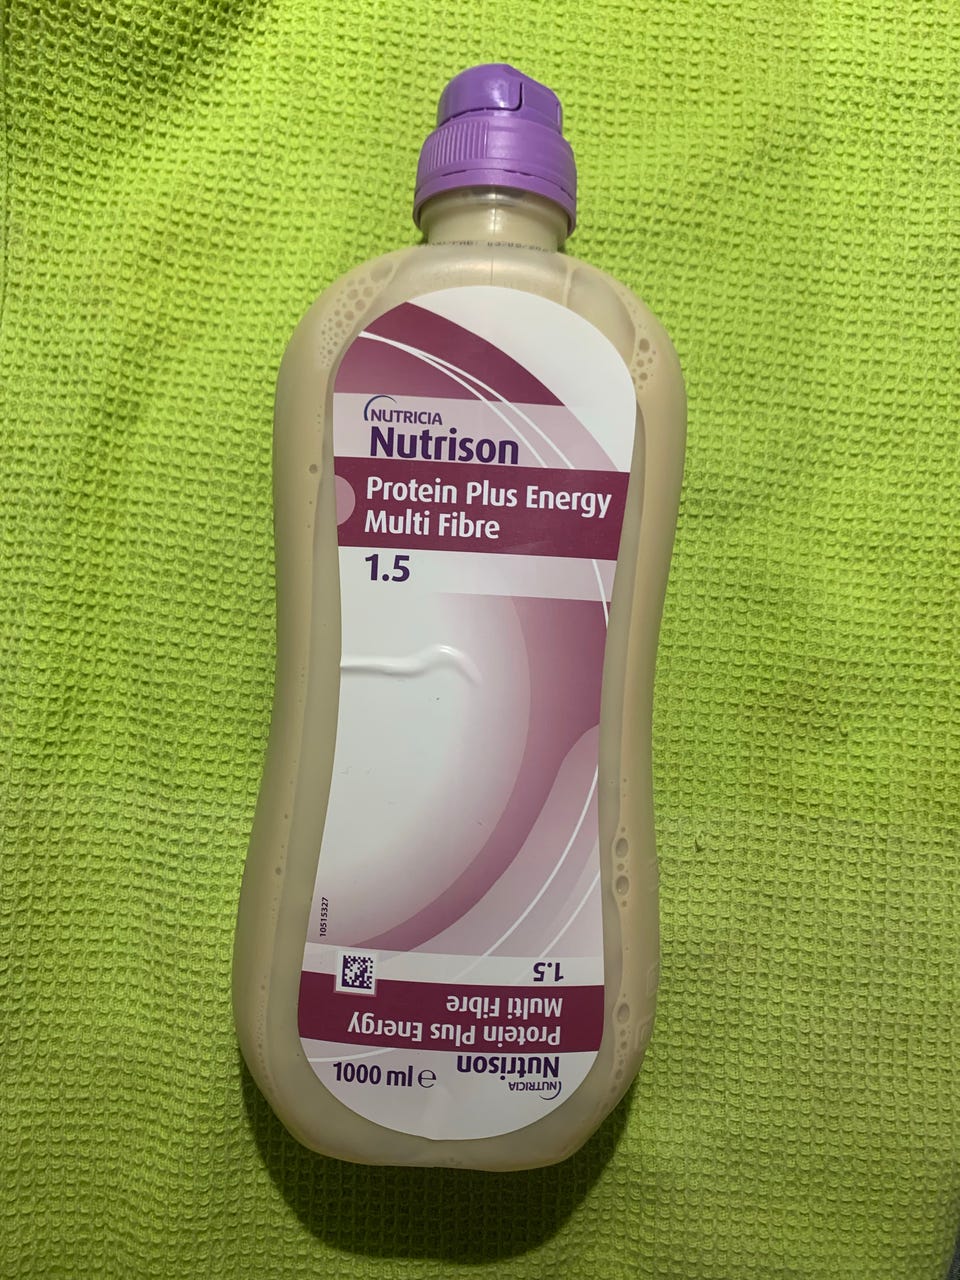 NUTRICIA
Nutrison
Protein Plus Energy
Multi Fibre
1.5
10515327
1000 ml e
NUTRICIA
Nutrison
Protein Plus Energy
Multi Fibre
1.5